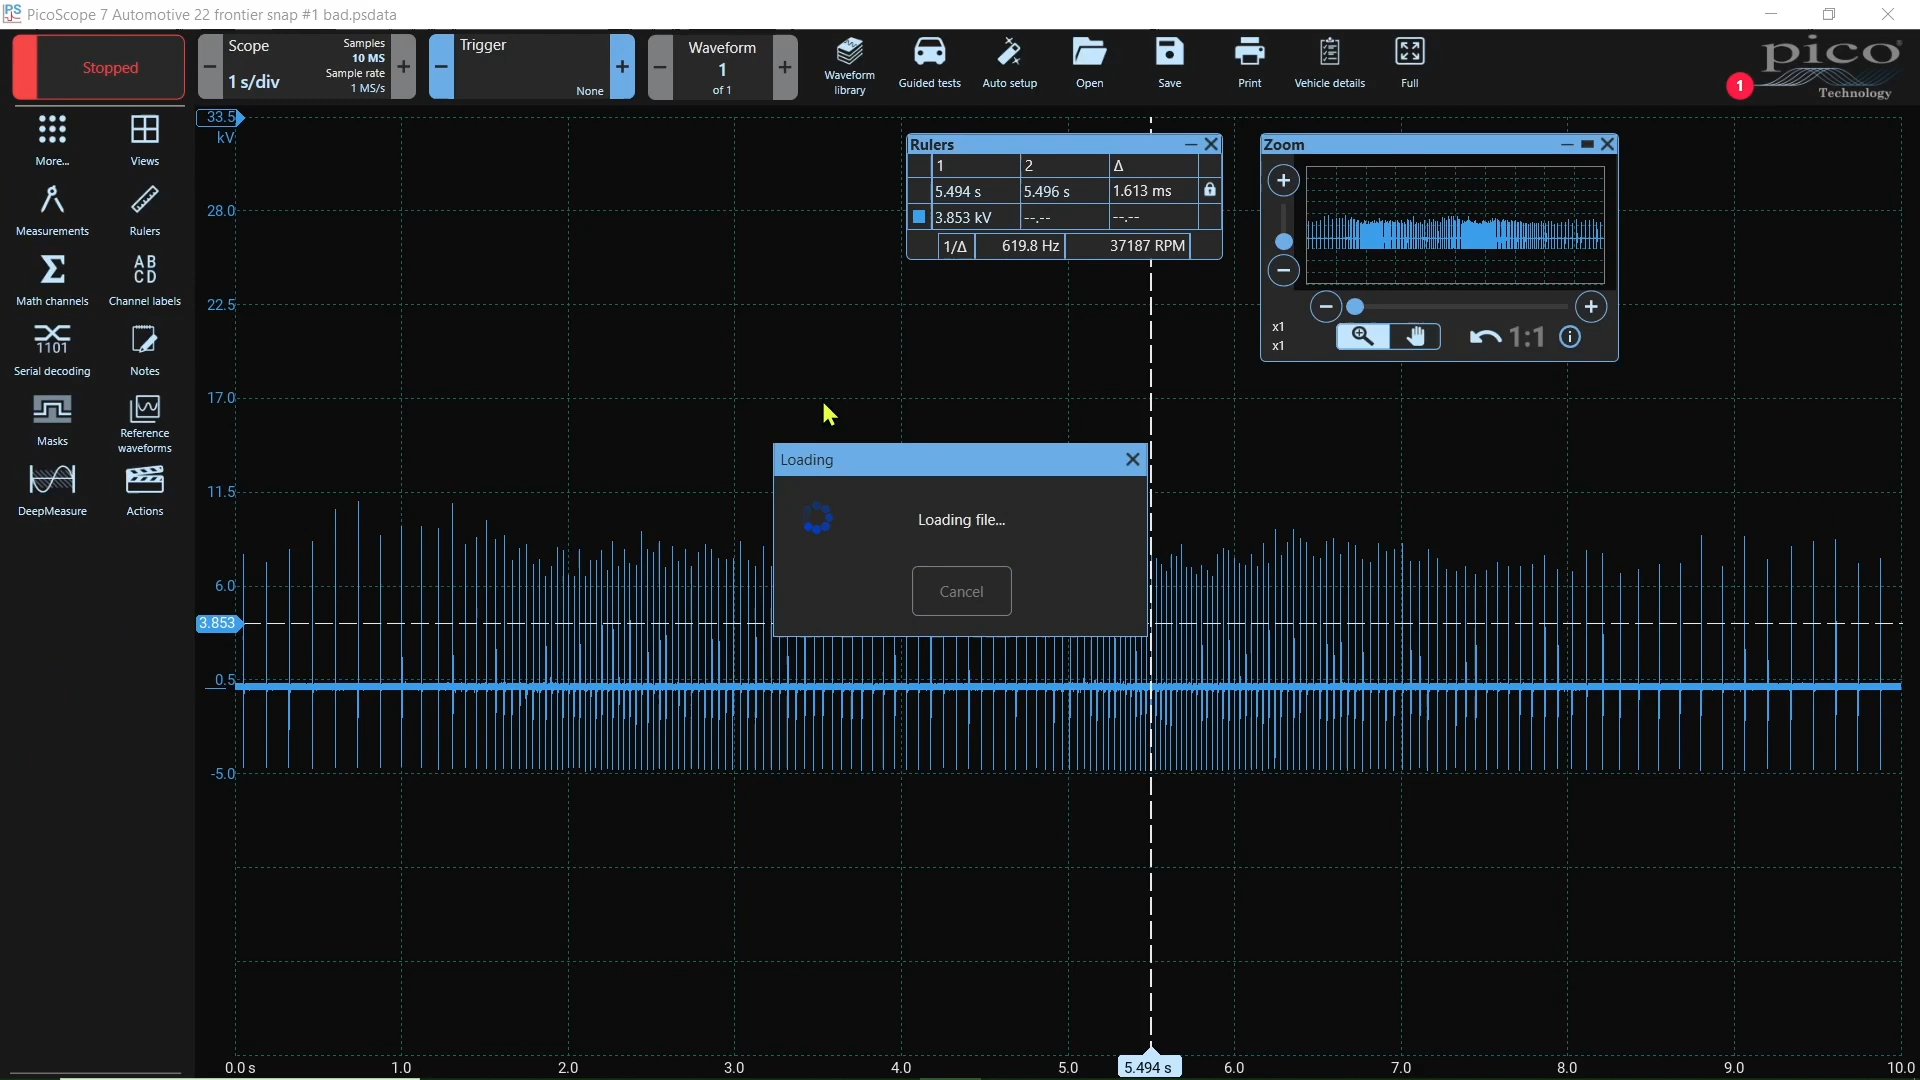 PicoScope 7 Automotive 22 frontier snap #1 bad.psdata
Stopped
Scope
1 s/div
Samples
10 MS
Sample rate
1 MS/s
Trigger
None
Waveform
1
of 1
Waveform
library
Guided tests
Auto setup
Open
Save
Print
Vehicle details
Full
1
pico
Technology
More...
Views
Measurements
Rulers
Math channels
ABCD
Channel labels
1101
Serial decoding
Notes
Masks
Reference
waveforms
DeepMeasure
Actions
33.5
kV
28.0
22.5
17.0
11.5
6.0
3.853
0.5
-5.0
Rulers
1 2 Δ
5.494 s 5.496 s 1.613 ms
3.853 kV --.-- --.--
1/Δ 619.8 Hz 37187 RPM
Zoom
x1
x1
1:1
Loading
Loading file...
Cancel
0.0 s 1.0 2.0 3.0 4.0 5.0 5.494 s 6.0 7.0 8.0 9.0 10.0